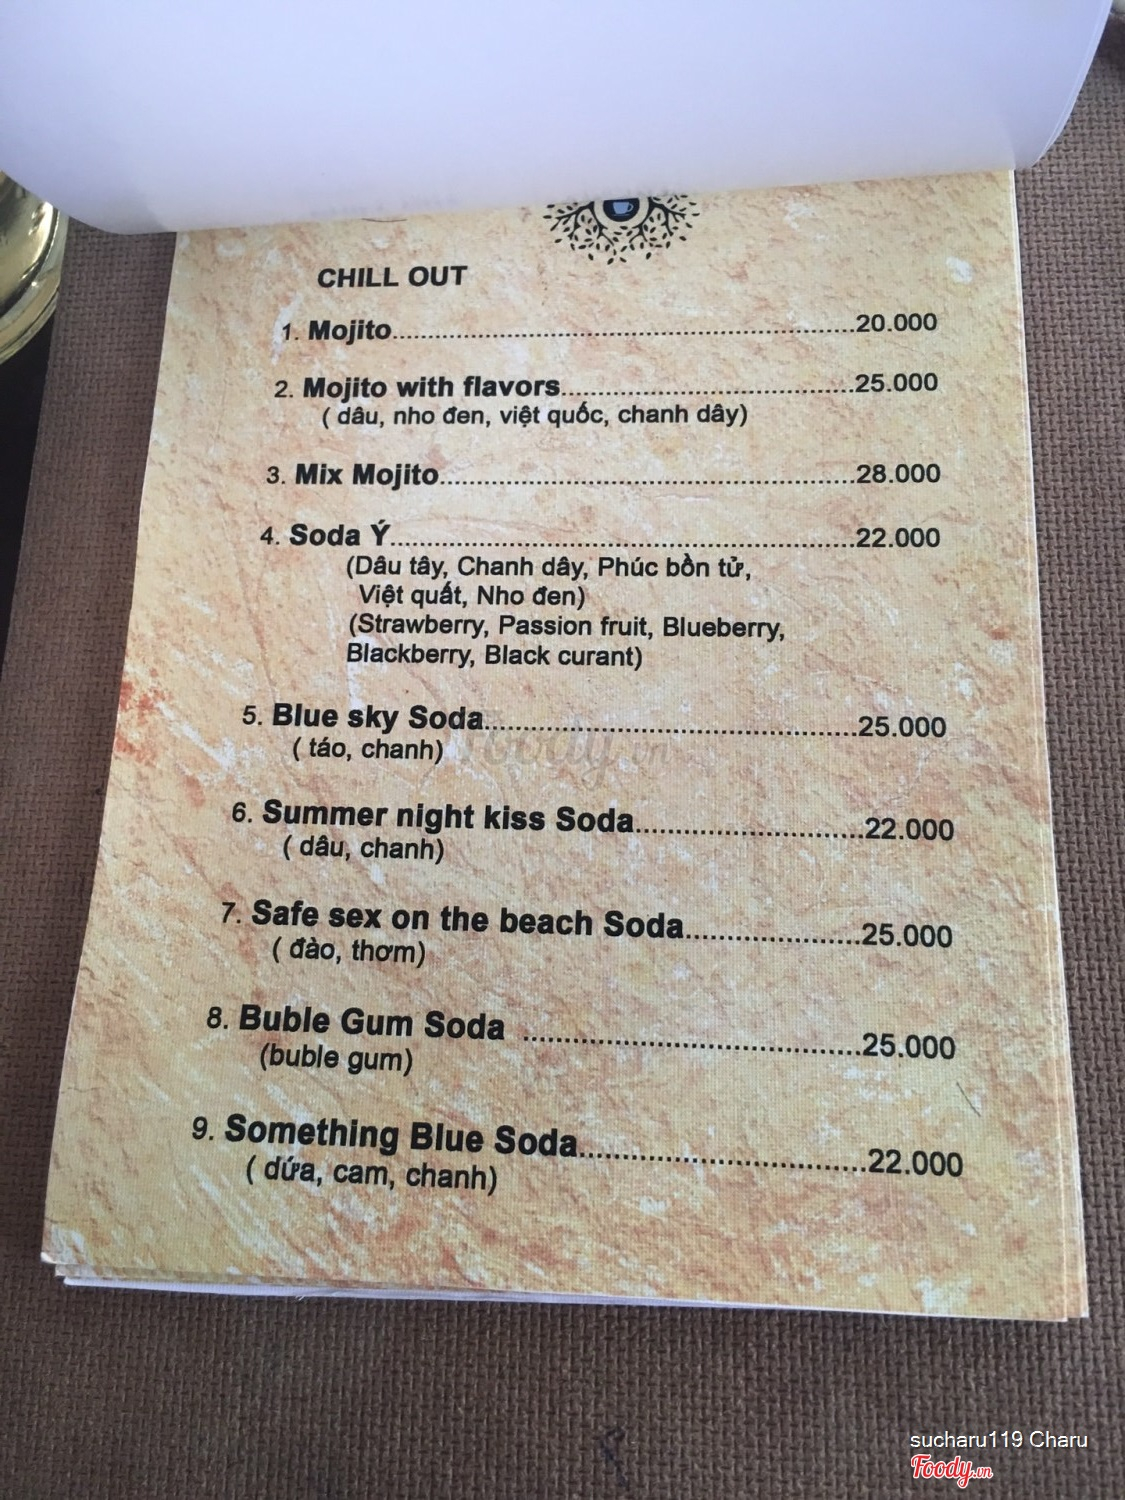 CHILL OUT
1. Mojito..........20.000
2. Mojito with flavors..........25.000
( dâu, nho đen, việt quốc, chanh dây)
3. Mix Mojito..........28.000
4. Soda Ý..........22.000
(Dâu tây, Chanh dây, Phúc bồn tử,
Việt quất, Nho đen)
(Strawberry, Passion fruit, Blueberry,
Blackberry, Black curant)
5. Blue sky Soda..........25.000
( táo, chanh)
Foody.vn
6. Summer night kiss Soda..........22.000
( dâu, chanh)
7. Safe sex on the beach Soda..........25.000
( đào, thơm)
8. Buble Gum Soda ..........25.000
(buble gum)
9. Something Blue Soda..........22.000
( dứa, cam, chanh)
sucharu119 Charu
Foody.vn